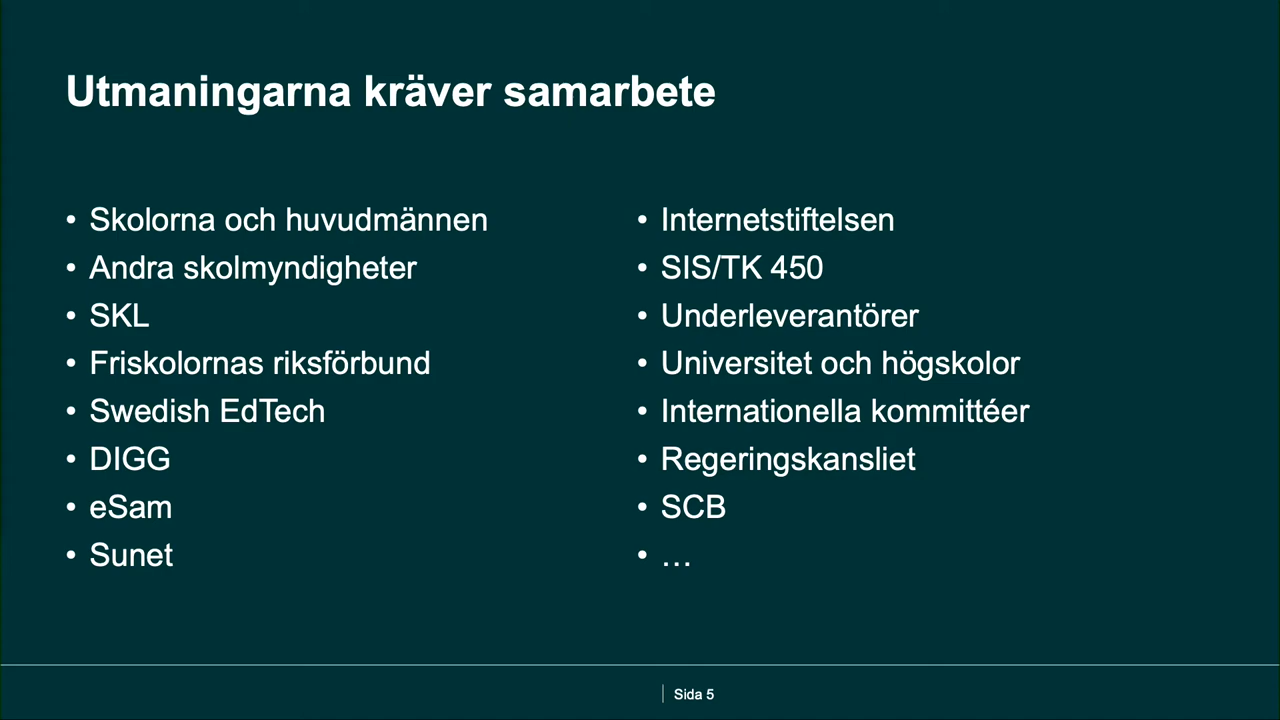 Utmaningarna kräver samarbete
• Skolorna och huvudmännen
• Andra skolmyndigheter
• SKL
• Friskolornas riksförbund
• Swedish EdTech
• DIGG
• eSam
• Sunet
• Internetstiftelsen
• SIS/TK 450
• Underleverantörer
• Universitet och högskolor
• Internationella kommittéer
• Regeringskansliet
• SCB
• …
Sida 5